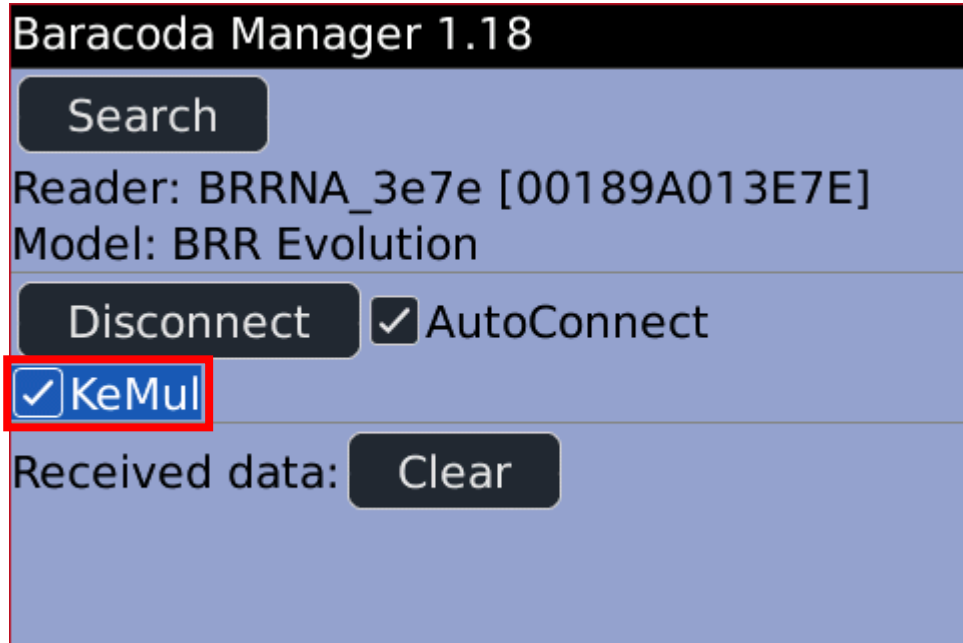 Baracoda Manager 1.18
Search
Reader: BRRNA_3e7e [00189A013E7E]
Model: BRR Evolution
Disconnect AutoConnect
KeMul
Received data: Clear